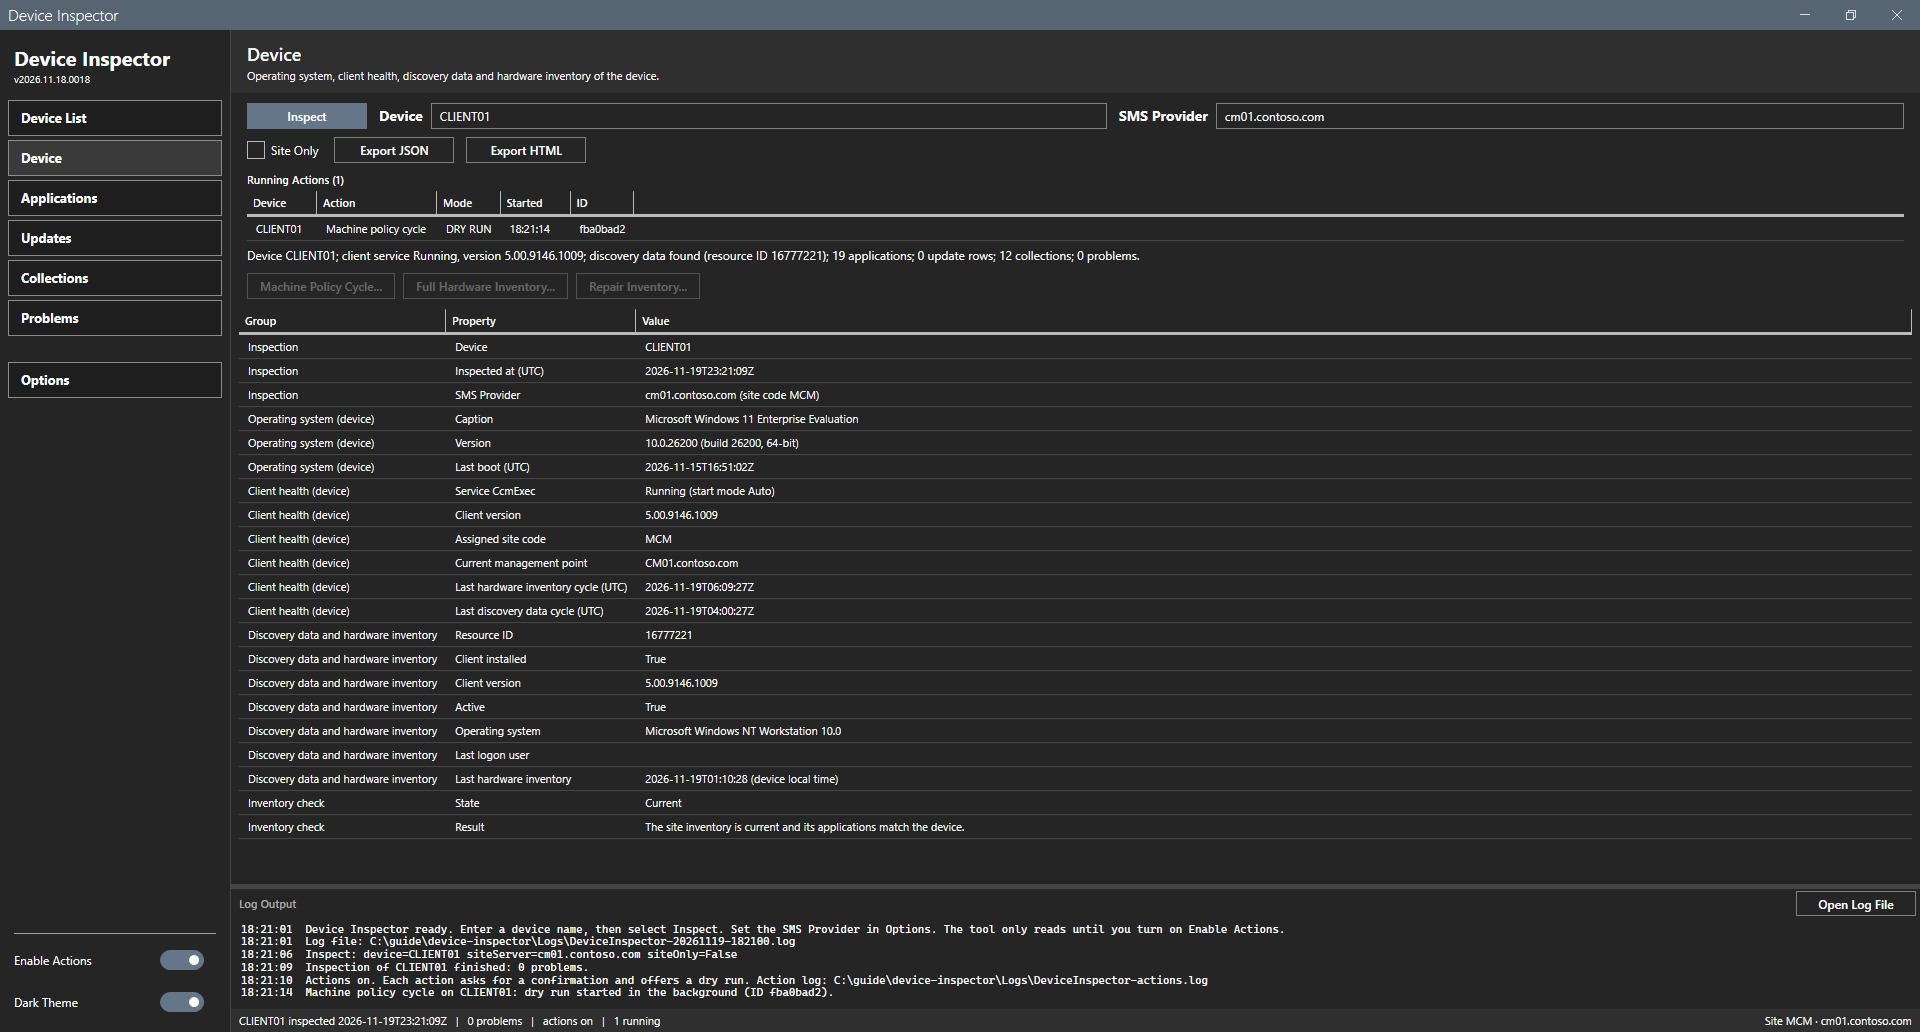 Device Inspector
Device Inspector
v2026.11.18.0018
Device List
Device
Applications
Updates
Collections
Problems
Options
Enable Actions
Dark Theme
Device
Operating system, client health, discovery data and hardware inventory of the device.
Inspect Device CLIENT01 SMS Provider cm01.contoso.com
Site Only Export JSON Export HTML
Running Actions (1)
Device Action Mode Started ID
CLIENT01 Machine policy cycle DRY RUN 18:21:14 fba0bad2
Device CLIENT01; client service Running, version 5.00.9146.1009; discovery data found (resource ID 16777221); 19 applications; 0 update rows; 12 collections; 0 problems.
Machine Policy Cycle... Full Hardware Inventory... Repair Inventory...
Group Property Value
Inspection Device CLIENT01
Inspection Inspected at (UTC) 2026-11-19T23:21:09Z
Inspection SMS Provider cm01.contoso.com (site code MCM)
Operating system (device) Caption Microsoft Windows 11 Enterprise Evaluation
Operating system (device) Version 10.0.26200 (build 26200, 64-bit)
Operating system (device) Last boot (UTC) 2026-11-15T16:51:02Z
Client health (device) Service CcmExec Running (start mode Auto)
Client health (device) Client version 5.00.9146.1009
Client health (device) Assigned site code MCM
Client health (device) Current management point CM01.contoso.com
Client health (device) Last hardware inventory cycle (UTC) 2026-11-19T06:09:27Z
Client health (device) Last discovery data cycle (UTC) 2026-11-19T04:00:27Z
Discovery data and hardware inventory Resource ID 16777221
Discovery data and hardware inventory Client installed True
Discovery data and hardware inventory Client version 5.00.9146.1009
Discovery data and hardware inventory Active True
Discovery data and hardware inventory Operating system Microsoft Windows NT Workstation 10.0
Discovery data and hardware inventory Last logon user
Discovery data and hardware inventory Last hardware inventory 2026-11-19T01:10:28 (device local time)
Inventory check State Current
Inventory check Result The site inventory is current and its applications match the device.
Log Output Open Log File
18:21:01 Device Inspector ready. Enter a device name, then select Inspect. Set the SMS Provider in Options. The tool only reads until you turn on Enable Actions.
18:21:01 Log file: C:\guide\device-inspector\Logs\DeviceInspector-20261119-182100.log
18:21:06 Inspect: device=CLIENT01 siteServer=cm01.contoso.com siteOnly=False
18:21:09 Inspection of CLIENT01 finished: 0 problems.
18:21:10 Actions on. Each action asks for a confirmation and offers a dry run. Action log: C:\guide\device-inspector\Logs\DeviceInspector-actions.log
18:21:14 Machine policy cycle on CLIENT01: dry run started in the background (ID fba0bad2).
CLIENT01 inspected 2026-11-19T23:21:09Z | 0 problems | actions on | 1 running Site MCM · cm01.contoso.com